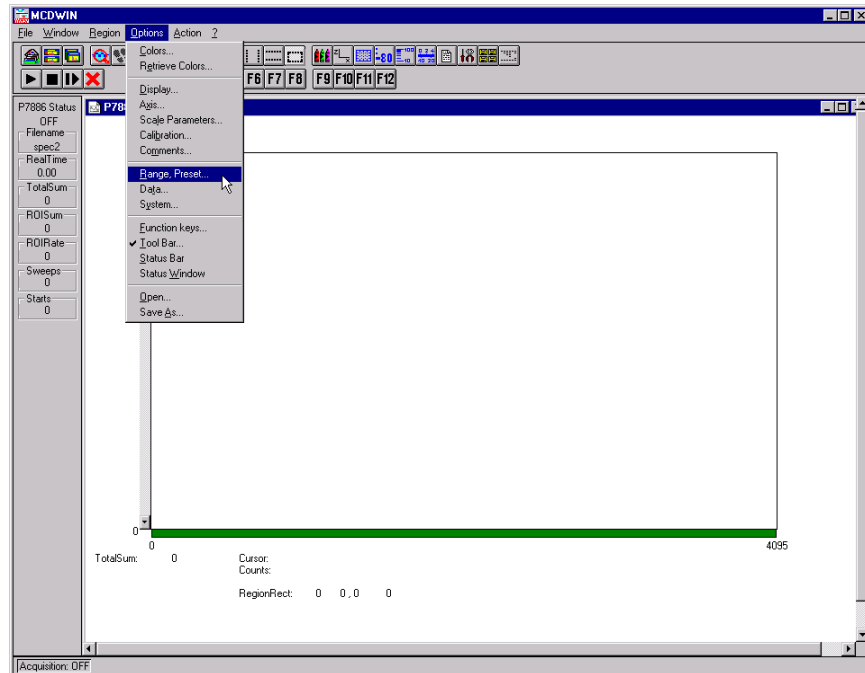 MCDWIN
File Window Region Options Action ?
F6 F7 F8 F9 F10 F11 F12
Colors...
Retrieve Colors...
Display...
Axis...
Scale Parameters...
Calibration...
Comments...
Range, Preset...
Data...
System...
Function keys...
Tool Bar...
Status Bar
Status Window
Open...
Save As...
P7886 Status
OFF
Filename
spec2
RealTime
0.00
TotalSum
0
ROISum
0
ROIRate
0
Sweeps
0
Starts
0
P78
0
0 4095
TotalSum: 0 Cursor:
Counts:
RegionRect: 0 0,0 0
Acquisition: OFF